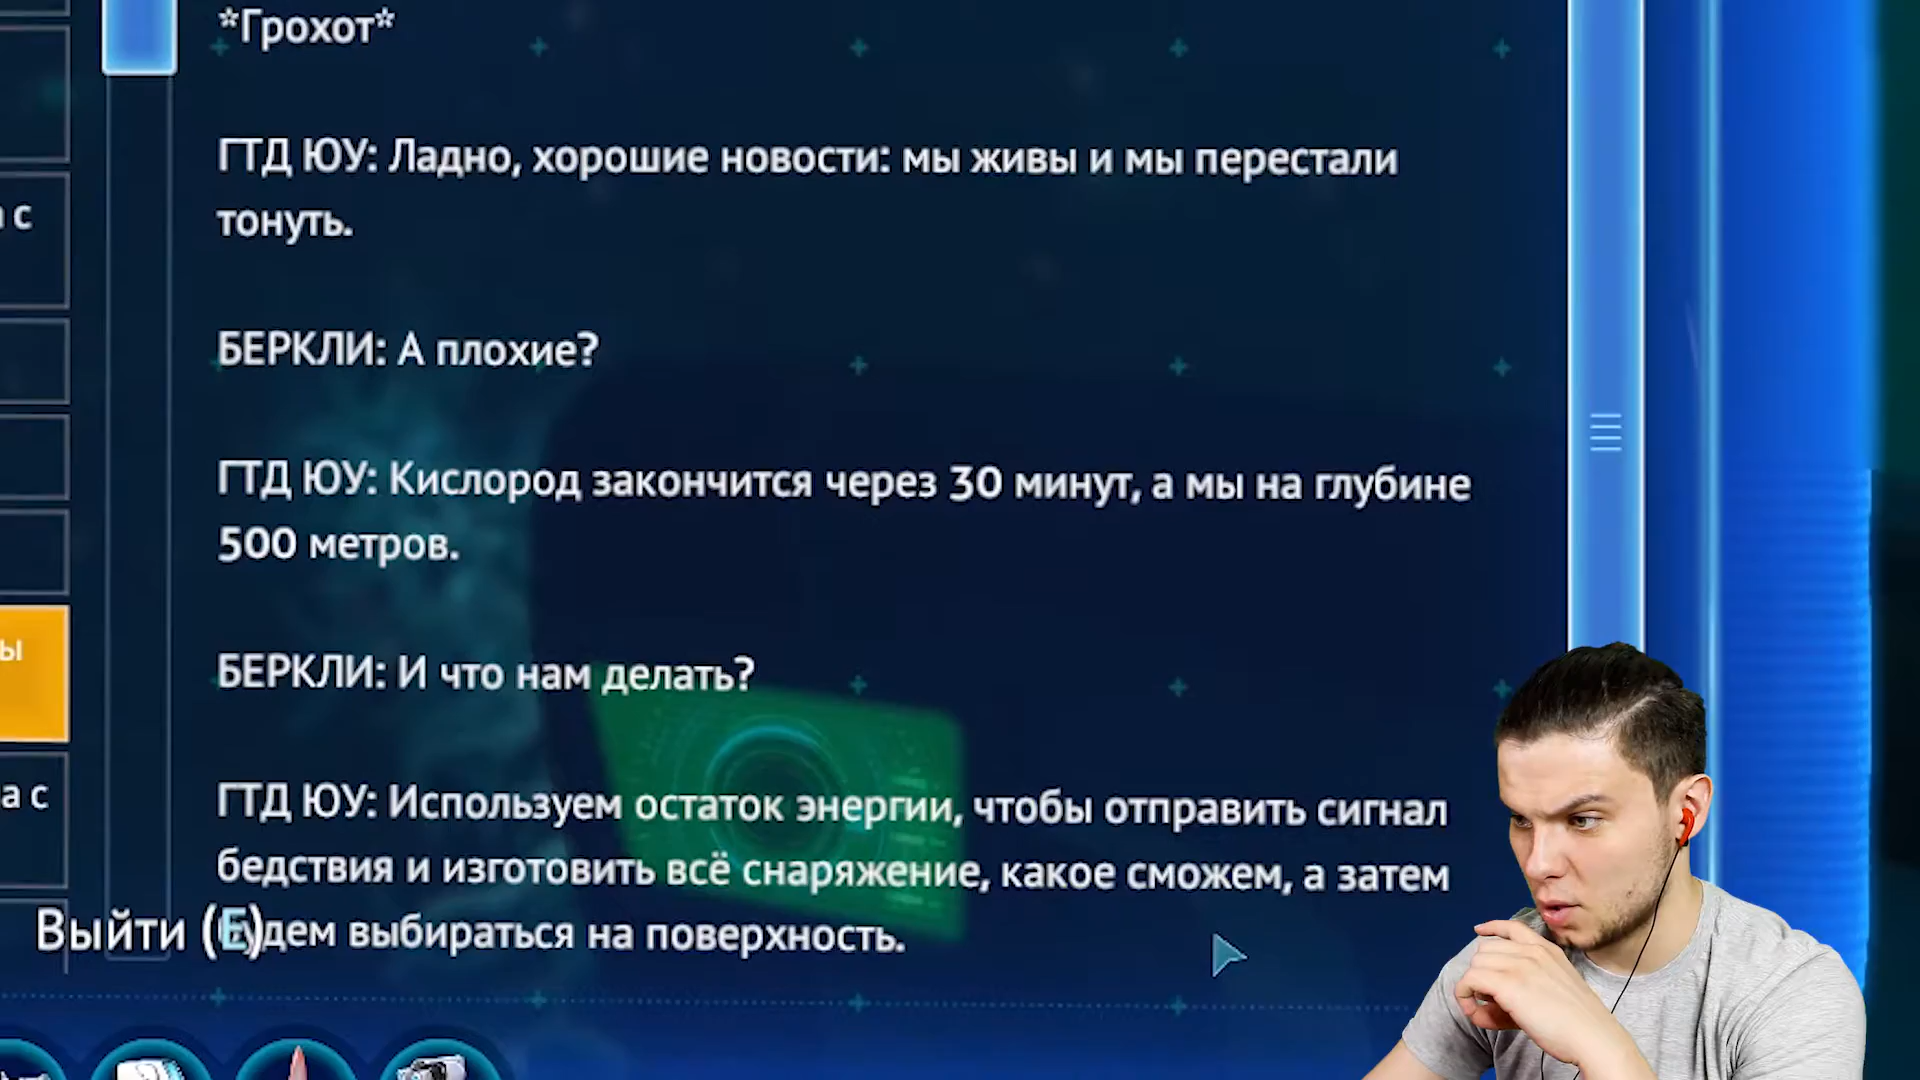 *Грохот*
ГТД ЮУ: Ладно, хорошие новости: мы живы и мы перестали
тонуть.
а с
БЕРКЛИ: А плохие?
ГТД ЮУ: Кислород закончится через 30 минут, а мы на глубине
500 метров.
ы
БЕРКЛИ: И что нам делать?
а с
ГТД ЮУ: Используем остаток энергии, чтобы отправить сигнал
бедствия и изготовить всё снаряжение, какое сможем, а затем
будем выбираться на поверхность.
Выйти (E)